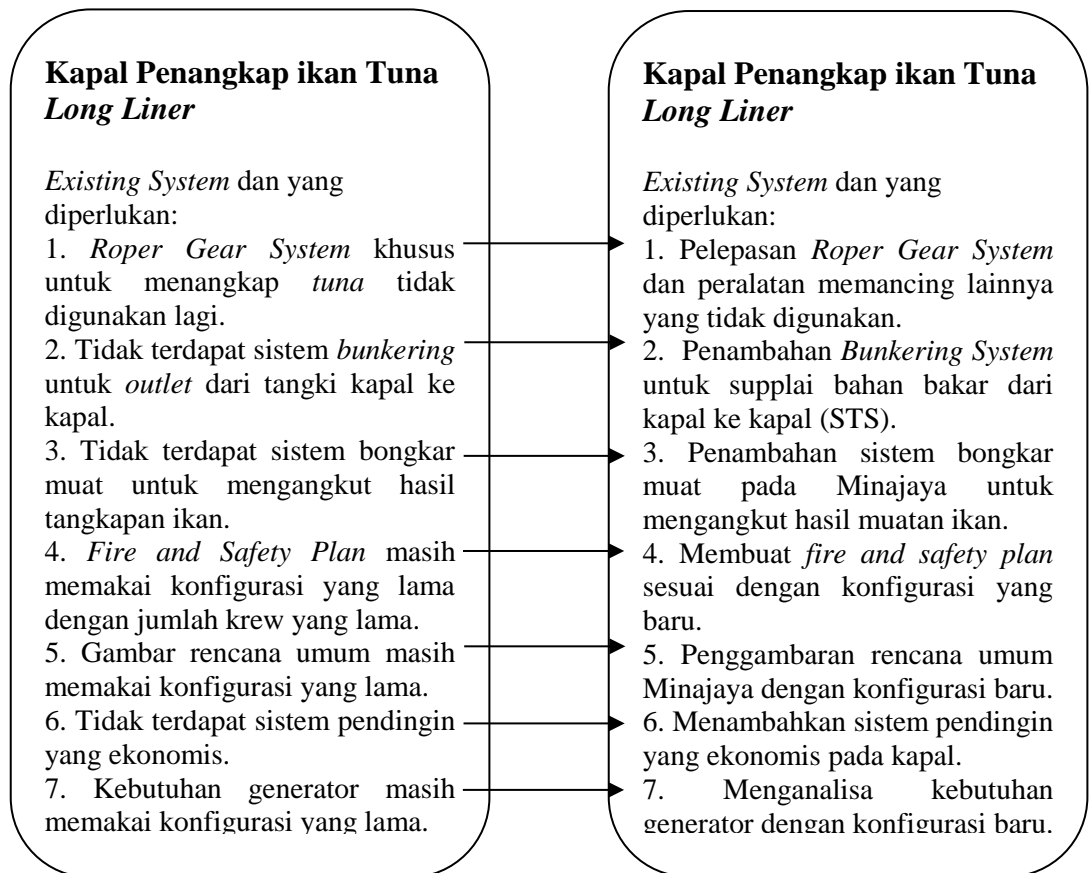 Kapal Penangkap ikan Tuna
Long Liner
Existing System dan yang
diperlukan:
1. Roper Gear System khusus
untuk menangkap tuna tidak
digunakan lagi.
2. Tidak terdapat sistem bunkering
untuk outlet dari tangki kapal ke
kapal.
3. Tidak terdapat sistem bongkar
muat untuk mengangkut hasil
tangkapan ikan.
4. Fire and Safety Plan masih
memakai konfigurasi yang lama
dengan jumlah krew yang lama.
5. Gambar rencana umum masih
memakai konfigurasi yang lama.
6. Tidak terdapat sistem pendingin
yang ekonomis.
7. Kebutuhan generator masih
memakai konfigurasi yang lama.
Kapal Penangkap ikan Tuna
Long Liner
Existing System dan yang
diperlukan:
1. Pelepasan Roper Gear System
dan peralatan memancing lainnya
yang tidak digunakan.
2. Penambahan Bunkering System
untuk supplai bahan bakar dari
kapal ke kapal (STS).
3. Penambahan sistem bongkar
muat pada Minajaya untuk
mengangkut hasil muatan ikan.
4. Membuat fire and safety plan
sesuai dengan konfigurasi yang
baru.
5. Penggambaran rencana umum
Minajaya dengan konfigurasi baru.
6. Menambahkan sistem pendingin
yang ekonomis pada kapal.
7. Menganalisa kebutuhan
generator dengan konfigurasi baru.